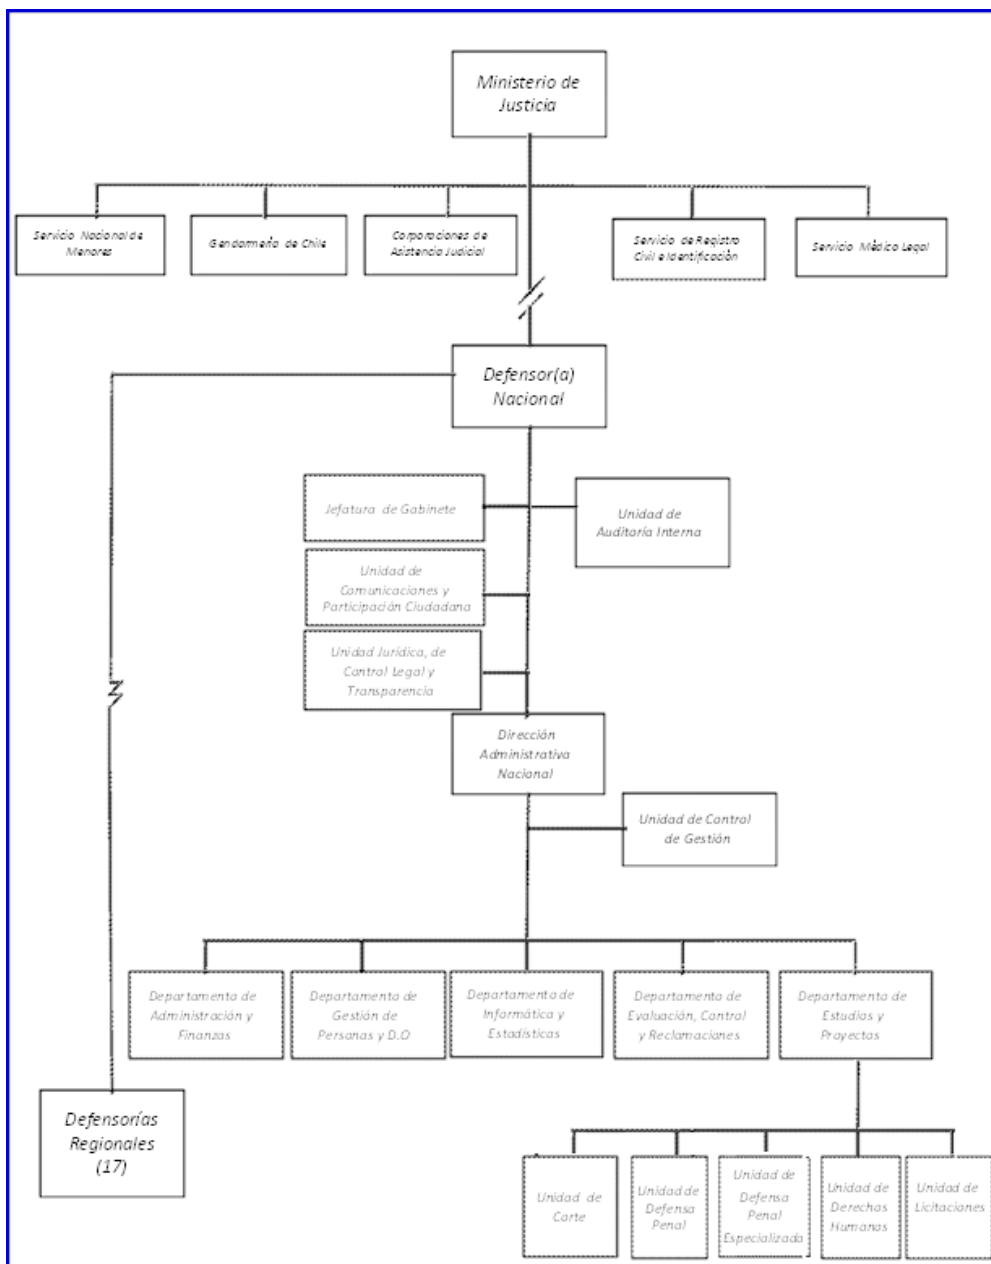 Ministerio de
Justicia
Servicio Nacional de
Menores
Gendarmería de Chile
Corporaciones de
Asistencia Judicial
Servicio de Registro
Civil e Identificación
Servicio Médico Legal
Defensor(a)
Nacional
Jefatura de Gabinete
Unidad de
Auditoría Interna
Unidad de
Comunicaciones y
Participación Ciudadana
Unidad Jurídica, de
Control Legal y
Transparencia
Dirección
Administrativa
Nacional
Unidad de Control
de Gestión
Departamento de
Administración y
Finanzas
Departamento de
Gestión de
Personas y D.O
Departamento de
Informática y
Estadísticas
Departamento de
Evaluación, Control
y Reclamaciones
Departamento de
Estudios y
Proyectos
Defensorías
Regionales
(17)
Unidad de
Corte
Unidad de
Defensa
Penal
Unidad de
Defensa
Penal
Especializada
Unidad de
Derechos
Humanos
Unidad de
Licitaciones